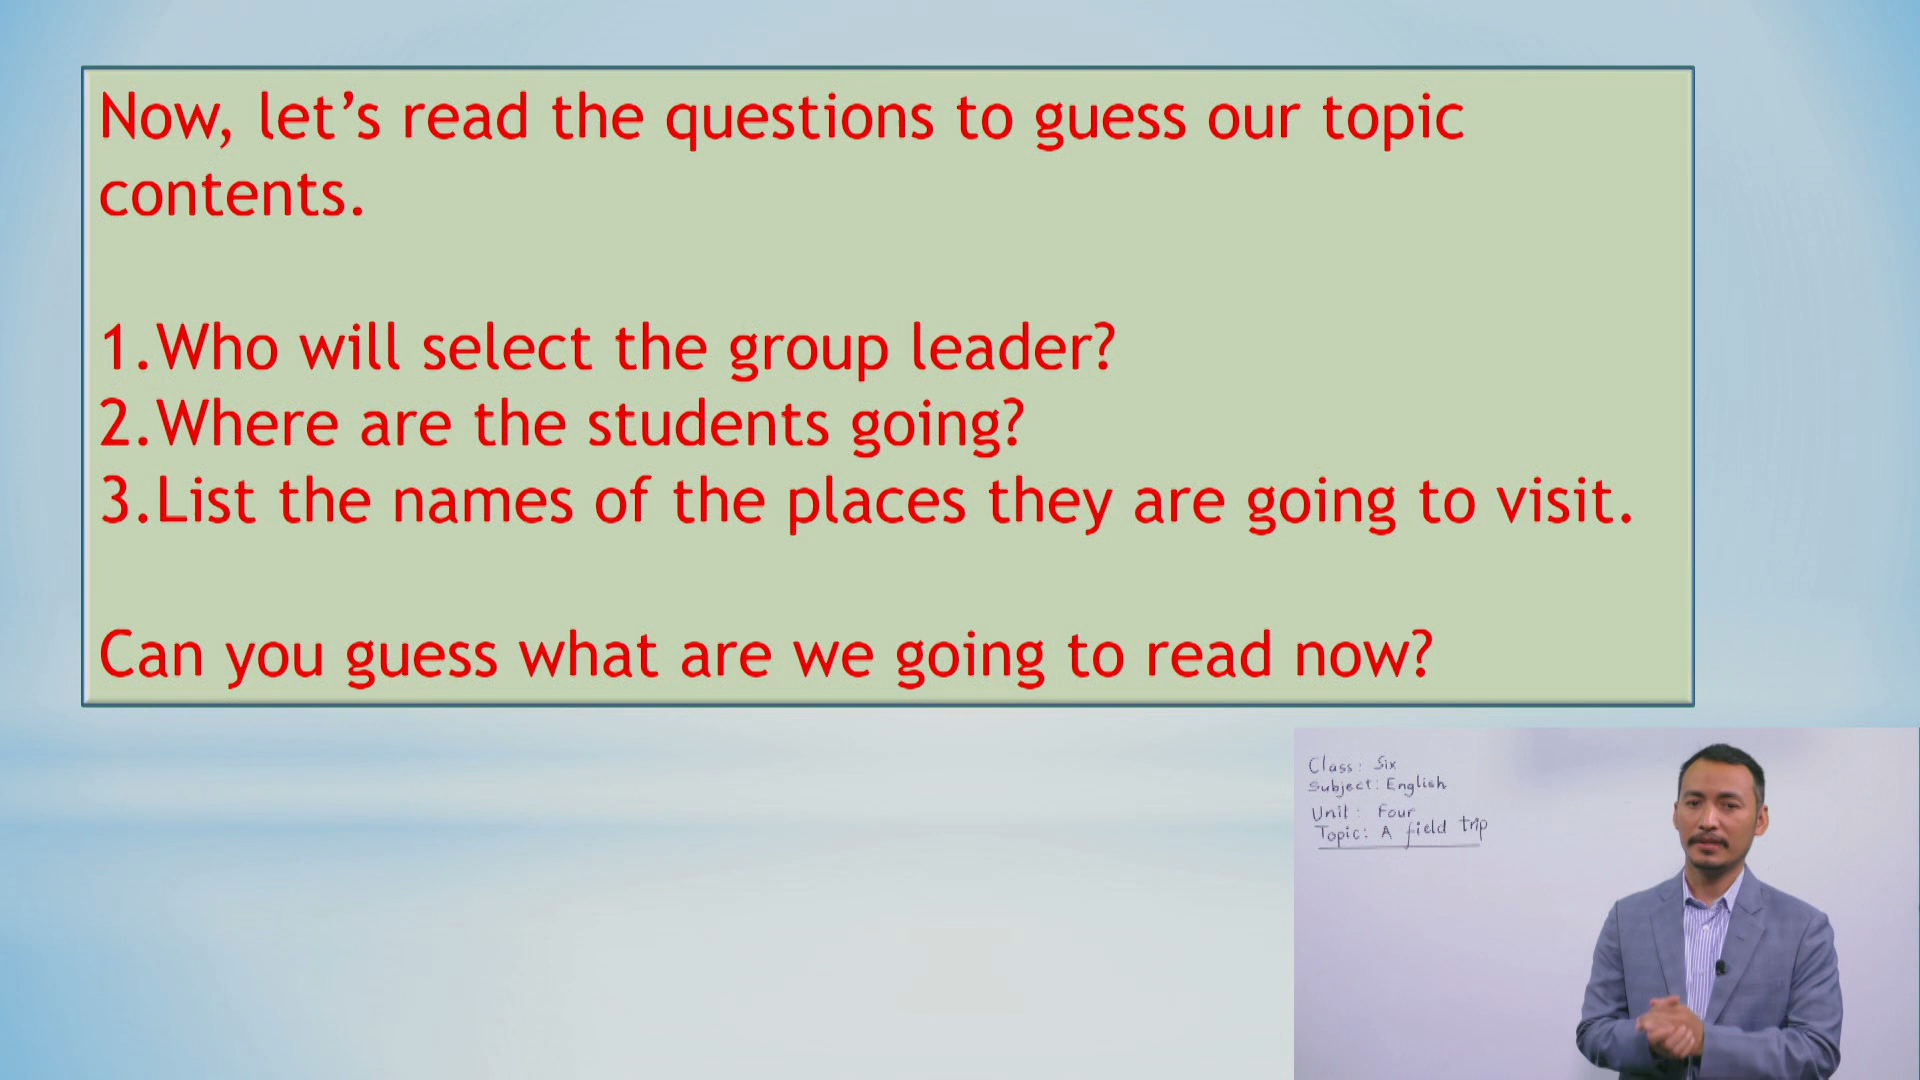 Now, let’s read the questions to guess our topic
contents.
1.Who will select the group leader?
2.Where are the students going?
3.List the names of the places they are going to visit.
Can you guess what are we going to read now?
Class: Six
Subject: English
Unit: Four
Topic: A field trip